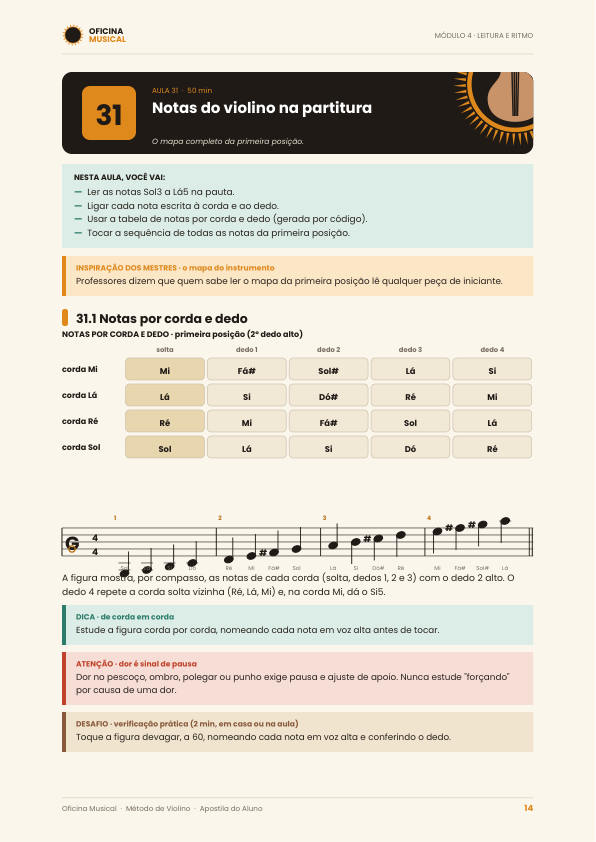 OFICINA
MUSICAL
MÓDULO 4 · LEITURA E RITMO
31
AULA 31 · 50 min
Notas do violino na partitura
O mapa completo da primeira posição.
NESTA AULA, VOCÊ VAI:
— Ler as notas Sol3 a Lá5 na pauta.
— Ligar cada nota escrita à corda e ao dedo.
— Usar a tabela de notas por corda e dedo (gerada por código).
— Tocar a sequência de todas as notas da primeira posição.
INSPIRAÇÃO DOS MESTRES · o mapa do instrumento
Professores dizem que quem sabe ler o mapa da primeira posição lê qualquer peça de iniciante.
31.1 Notas por corda e dedo
NOTAS POR CORDA E DEDO · primeira posição (2º dedo alto)
solta dedo 1 dedo 2 dedo 3 dedo 4
corda Mi Mi Fá# Sol# Lá Si
corda Lá Lá Si Dó# Ré Mi
corda Ré Ré Mi Fá# Sol Lá
corda Sol Sol Lá Si Dó Ré
1 2 3 4
G 4 4 # # # #
Dó Ré Mi Fá# Sol Lá Si Dó# Ré Mi Fá# Sol# Lá
A figura mostra, por compasso, as notas de cada corda (solta, dedos 1, 2 e 3) com o dedo 2 alto. O
dedo 4 repete a corda solta vizinha (Ré, Lá, Mi) e, na corda Mi, dá o Si5.
DICA · de corda em corda
Estude a figura corda por corda, nomeando cada nota em voz alta antes de tocar.
ATENÇÃO · dor é sinal de pausa
Dor no pescoço, ombro, polegar ou punho exige pausa e ajuste de apoio. Nunca estude "forçando"
por causa de uma dor.
DESAFIO · verificação prática (2 min, em casa ou na aula)
Toque a figura devagar, a 60, nomeando cada nota em voz alta e conferindo o dedo.
Oficina Musical · Método de Violino · Apostila do Aluno
14